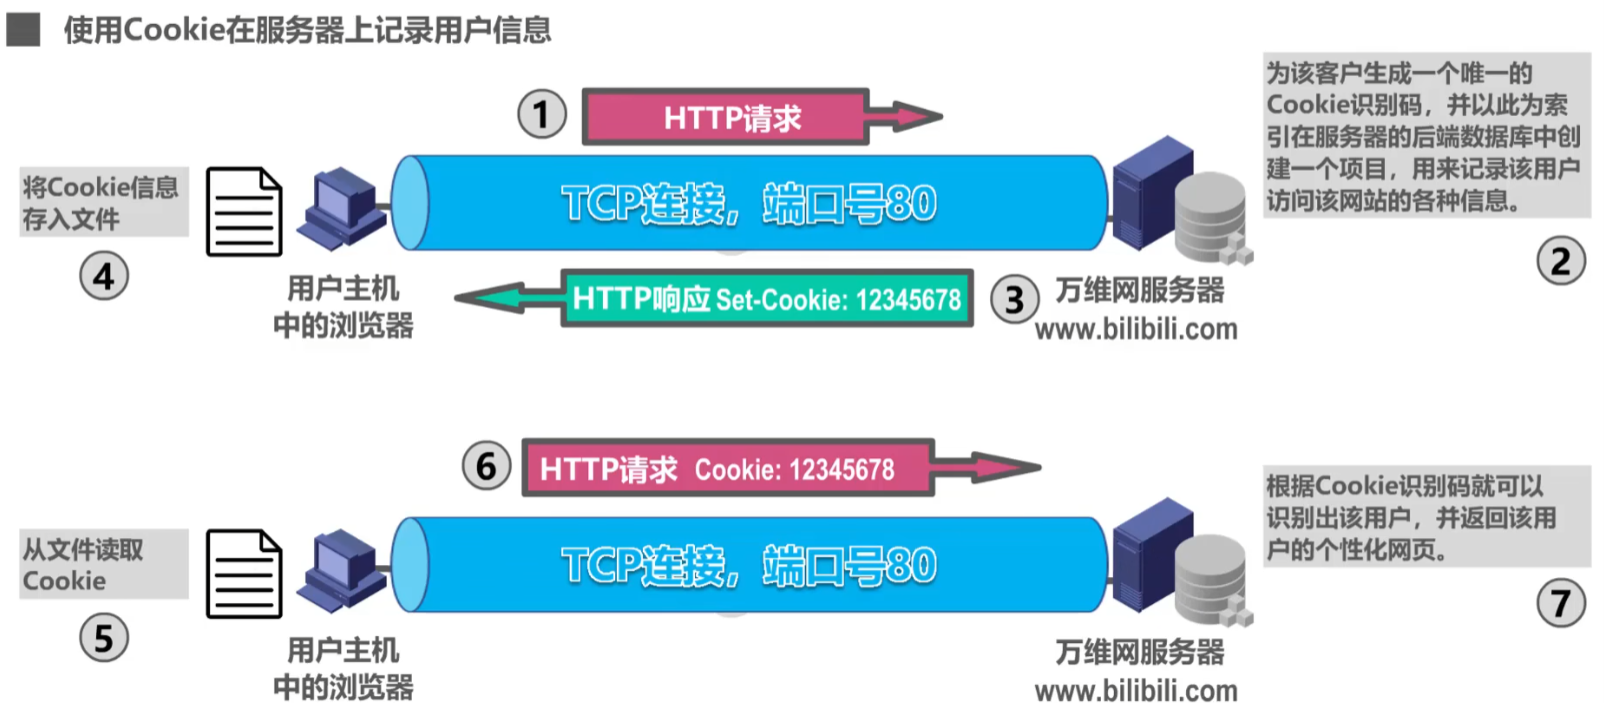 使用Cookie在服务器上记录用户信息
1
HTTP请求
为该客户生成一个唯一的
Cookie识别码，并以此为索
引在服务器的后端数据库中创
建一个项目，用来记录该用户
访问该网站的各种信息。
2
将Cookie信息
存入文件
4
TCP连接，端口号80
用户主机
中的浏览器
HTTP响应 Set-Cookie: 12345678
3
万维网服务器
www.bilibili.com
6
HTTP请求 Cookie: 12345678
根据Cookie识别码就可以
识别出该用户，并返回该用
户的个性化网页。
7
从文件读取
Cookie
5
TCP连接，端口号80
用户主机
中的浏览器
万维网服务器
www.bilibili.com